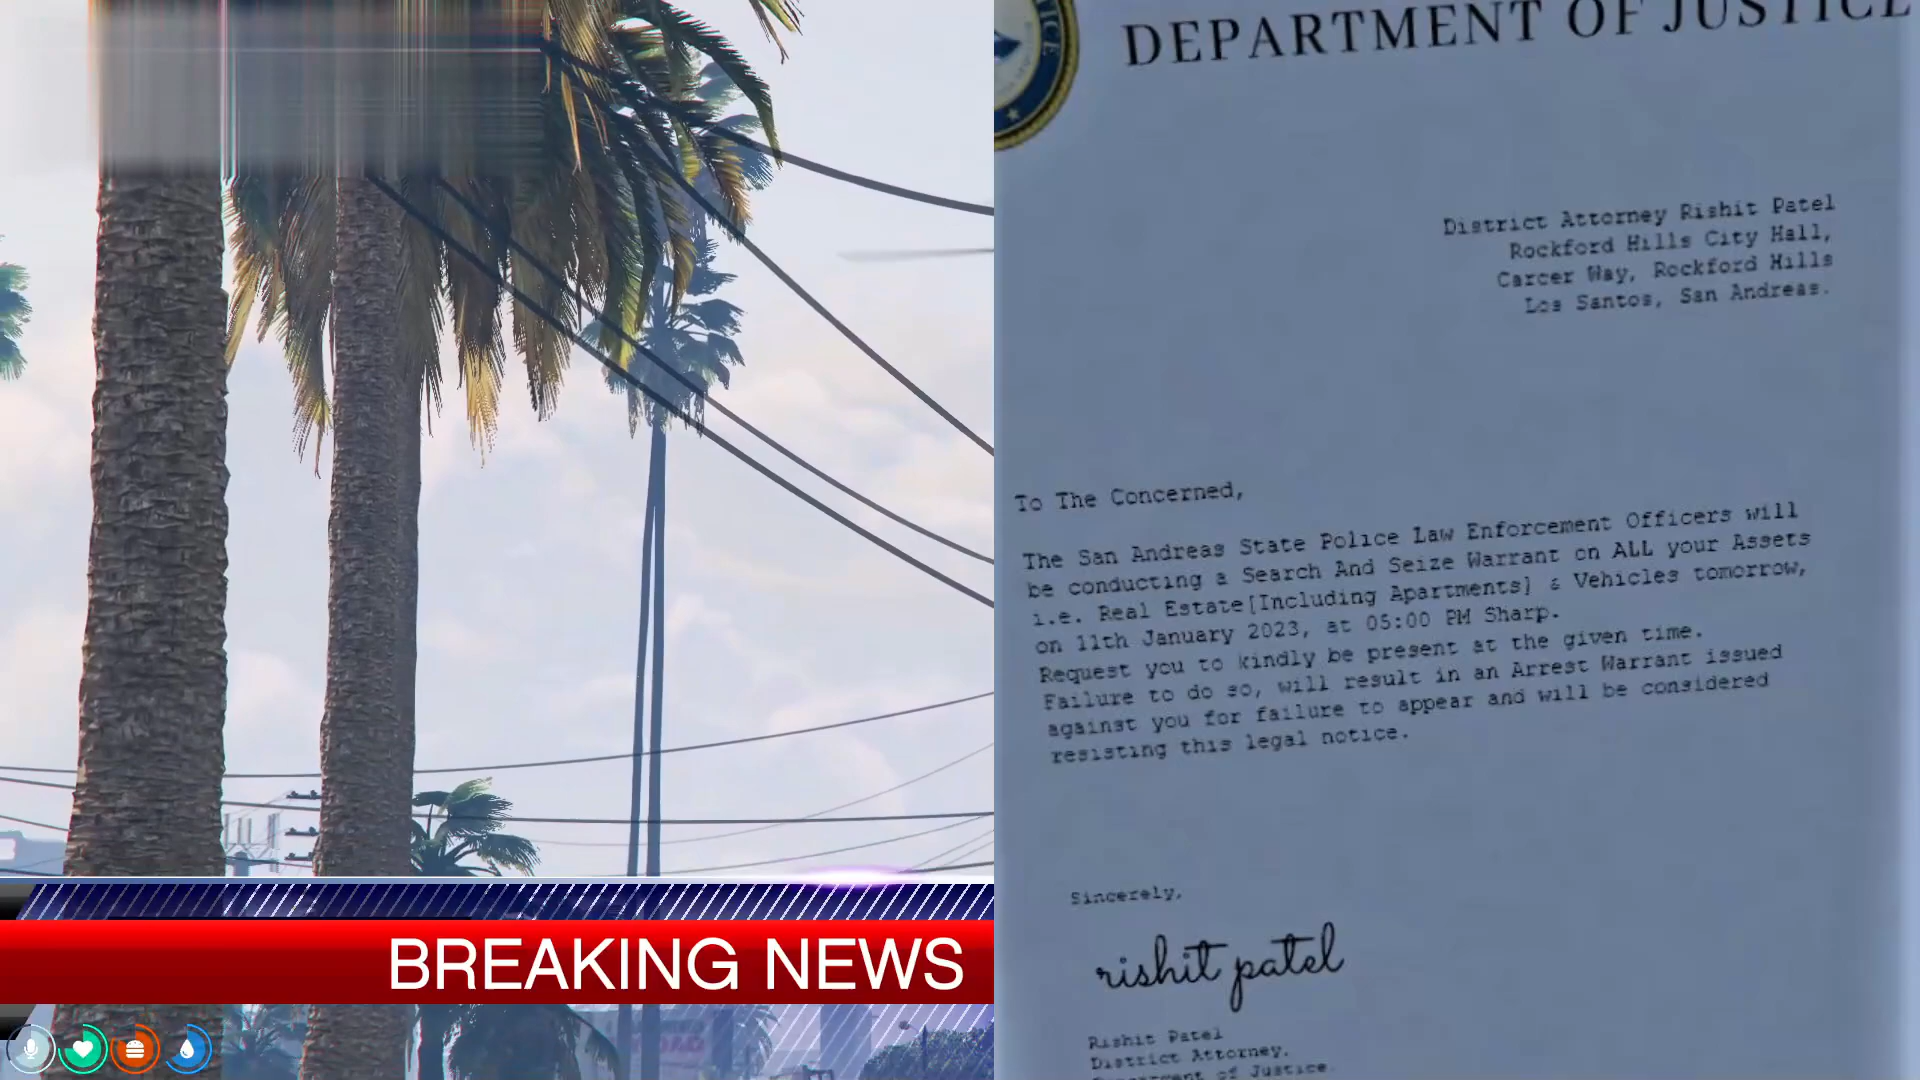 BREAKING NEWS
DEPARTMENT OF JUSTICE
District Attorney Rishit Patel
Rockford Hills City Hall,
Carcer Way, Rockford Hills
Los Santos, San Andreas.
To The Concerned,
The San Andreas State Police Law Enforcement Officers will
be conducting a Search And Seize Warrant on ALL your Assets
i.e. Real Estate[Including Apartments] & Vehicles tomorrow,
on 11th January 2023, at 05:00 PM Sharp.
Request you to kindly be present at the given time.
Failure to do so, will result in an Arrest Warrant issued
against you for failure to appear and will be considered
resisting this legal notice.
Sincerely,
rishit patel
Rishit Patel
District Attorney,
Department of Justice